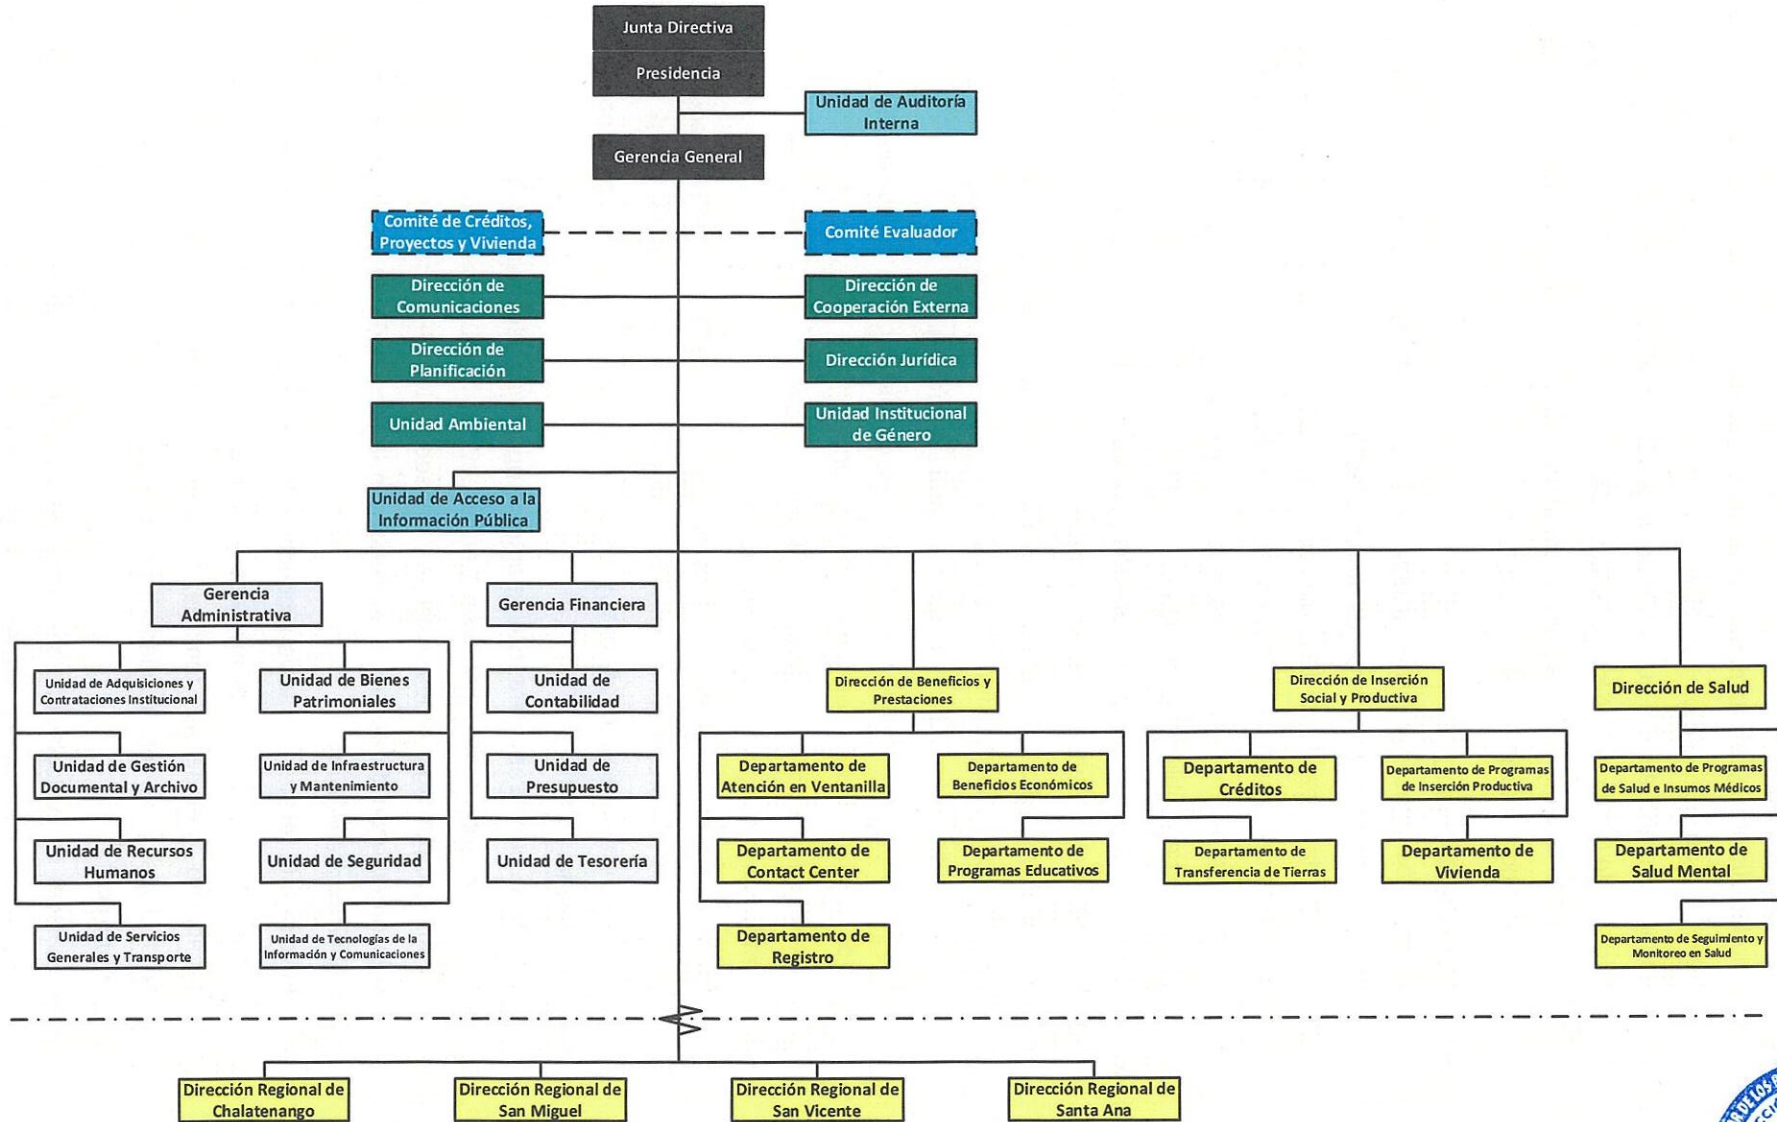 Junta Directiva
Presidencia
Unidad de Auditoría
Interna
Gerencia General
Comité de Créditos,
Proyectos y Vivienda
Comité Evaluador
Dirección de
Comunicaciones
Dirección de
Cooperación Externa
Dirección de
Planificación
Dirección Jurídica
Unidad Ambiental
Unidad Institucional
de Género
Unidad de Acceso a la
Información Pública
Gerencia
Administrativa
Gerencia Financiera
Unidad de Adquisiciones y
Contrataciones Institucional
Unidad de Bienes
Patrimoniales
Unidad de
Contabilidad
Dirección de Beneficios y
Prestaciones
Dirección de Inserción
Social y Productiva
Dirección de Salud
Unidad de Gestión
Documental y Archivo
Unidad de Infraestructura
y Mantenimiento
Unidad de
Presupuesto
Departamento de
Atención en Ventanilla
Departamento de
Beneficios Económicos
Departamento de
Créditos
Departamento de Programas
de Inserción Productiva
Departamento de Programas
de Salud e Insumos Médicos
Unidad de Recursos
Humanos
Unidad de Seguridad
Unidad de Tesorería
Departamento de
Contact Center
Departamento de
Programas Educativos
Departamento de
Transferencia de Tierras
Departamento de
Vivienda
Departamento de
Salud Mental
Unidad de Servicios
Generales y Transporte
Unidad de Tecnologías de la
Información y Comunicaciones
Departamento de
Registro
Departamento de Seguimiento y
Monitoreo en Salud
Dirección Regional de
Chalatenango
Dirección Regional de
San Miguel
Dirección Regional de
San Vicente
Dirección Regional de
Santa Ana